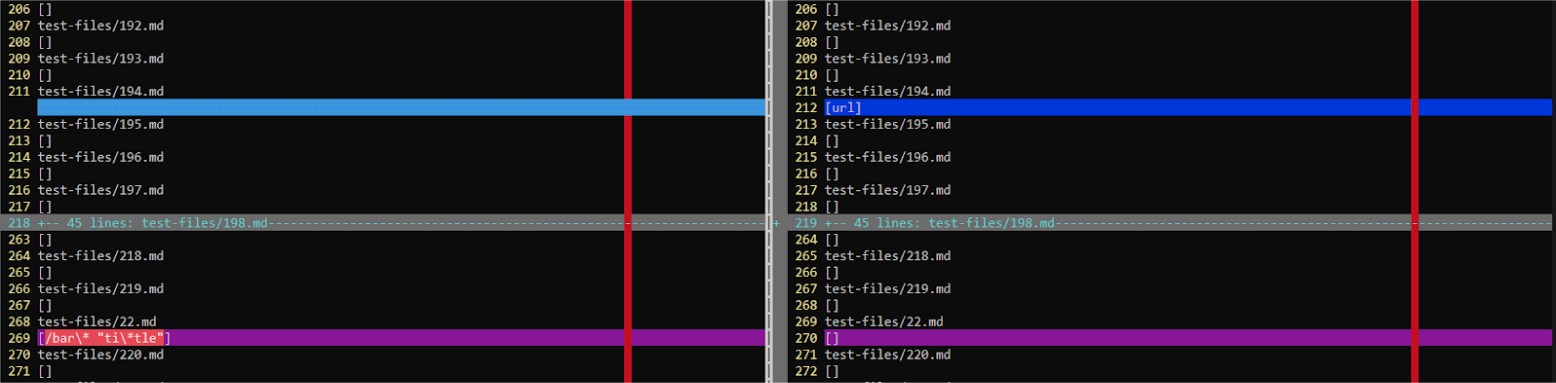 206 []
207 test-files/192.md
208 []
209 test-files/193.md
210 []
211 test-files/194.md
212 test-files/195.md
213 []
214 test-files/196.md
215 []
216 test-files/197.md
217 []
218 +-- 45 lines: test-files/198.md
263 []
264 test-files/218.md
265 []
266 test-files/219.md
267 []
268 test-files/22.md
269 [/bar\* "ti\*tle"]
270 test-files/220.md
271 []
206 []
207 test-files/192.md
208 []
209 test-files/193.md
210 []
211 test-files/194.md
212 [url]
213 test-files/195.md
214 []
215 test-files/196.md
216 []
217 test-files/197.md
218 []
+ 219 +-- 45 lines: test-files/198.md
264 []
265 test-files/218.md
266 []
267 test-files/219.md
268 []
269 test-files/22.md
270 []
271 test-files/220.md
272 []